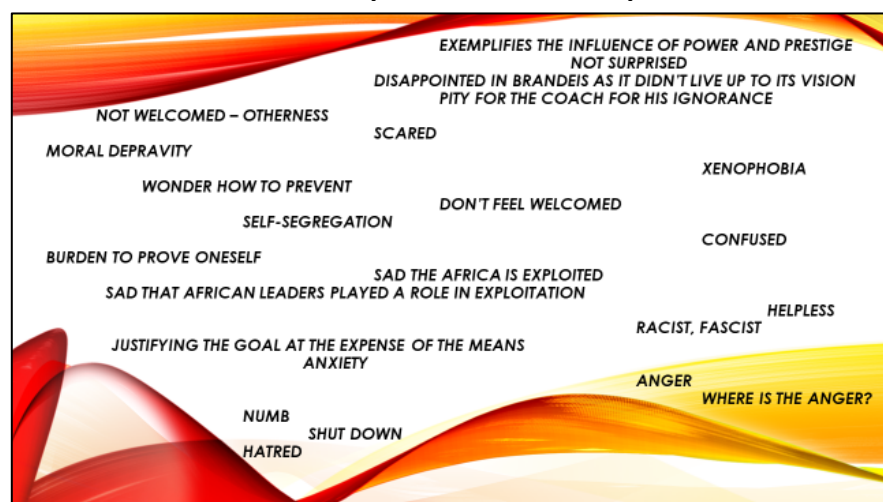 EXEMPLIFIES THE INFLUENCE OF POWER AND PRESTIGE
NOT SURPRISED
DISAPPOINTED IN BRANDEIS AS IT DIDN'T LIVE UP TO ITS VISION
PITY FOR THE COACH FOR HIS IGNORANCE
NOT WELCOMED – OTHERNESS
SCARED
MORAL DEPRAVITY
XENOPHOBIA
WONDER HOW TO PREVENT
DON'T FEEL WELCOMED
SELF-SEGREGATION
CONFUSED
BURDEN TO PROVE ONESELF
SAD THE AFRICA IS EXPLOITED
SAD THAT AFRICAN LEADERS PLAYED A ROLE IN EXPLOITATION
HELPLESS
RACIST, FASCIST
JUSTIFYING THE GOAL AT THE EXPENSE OF THE MEANS
ANXIETY
ANGER
WHERE IS THE ANGER?
NUMB
SHUT DOWN
HATRED